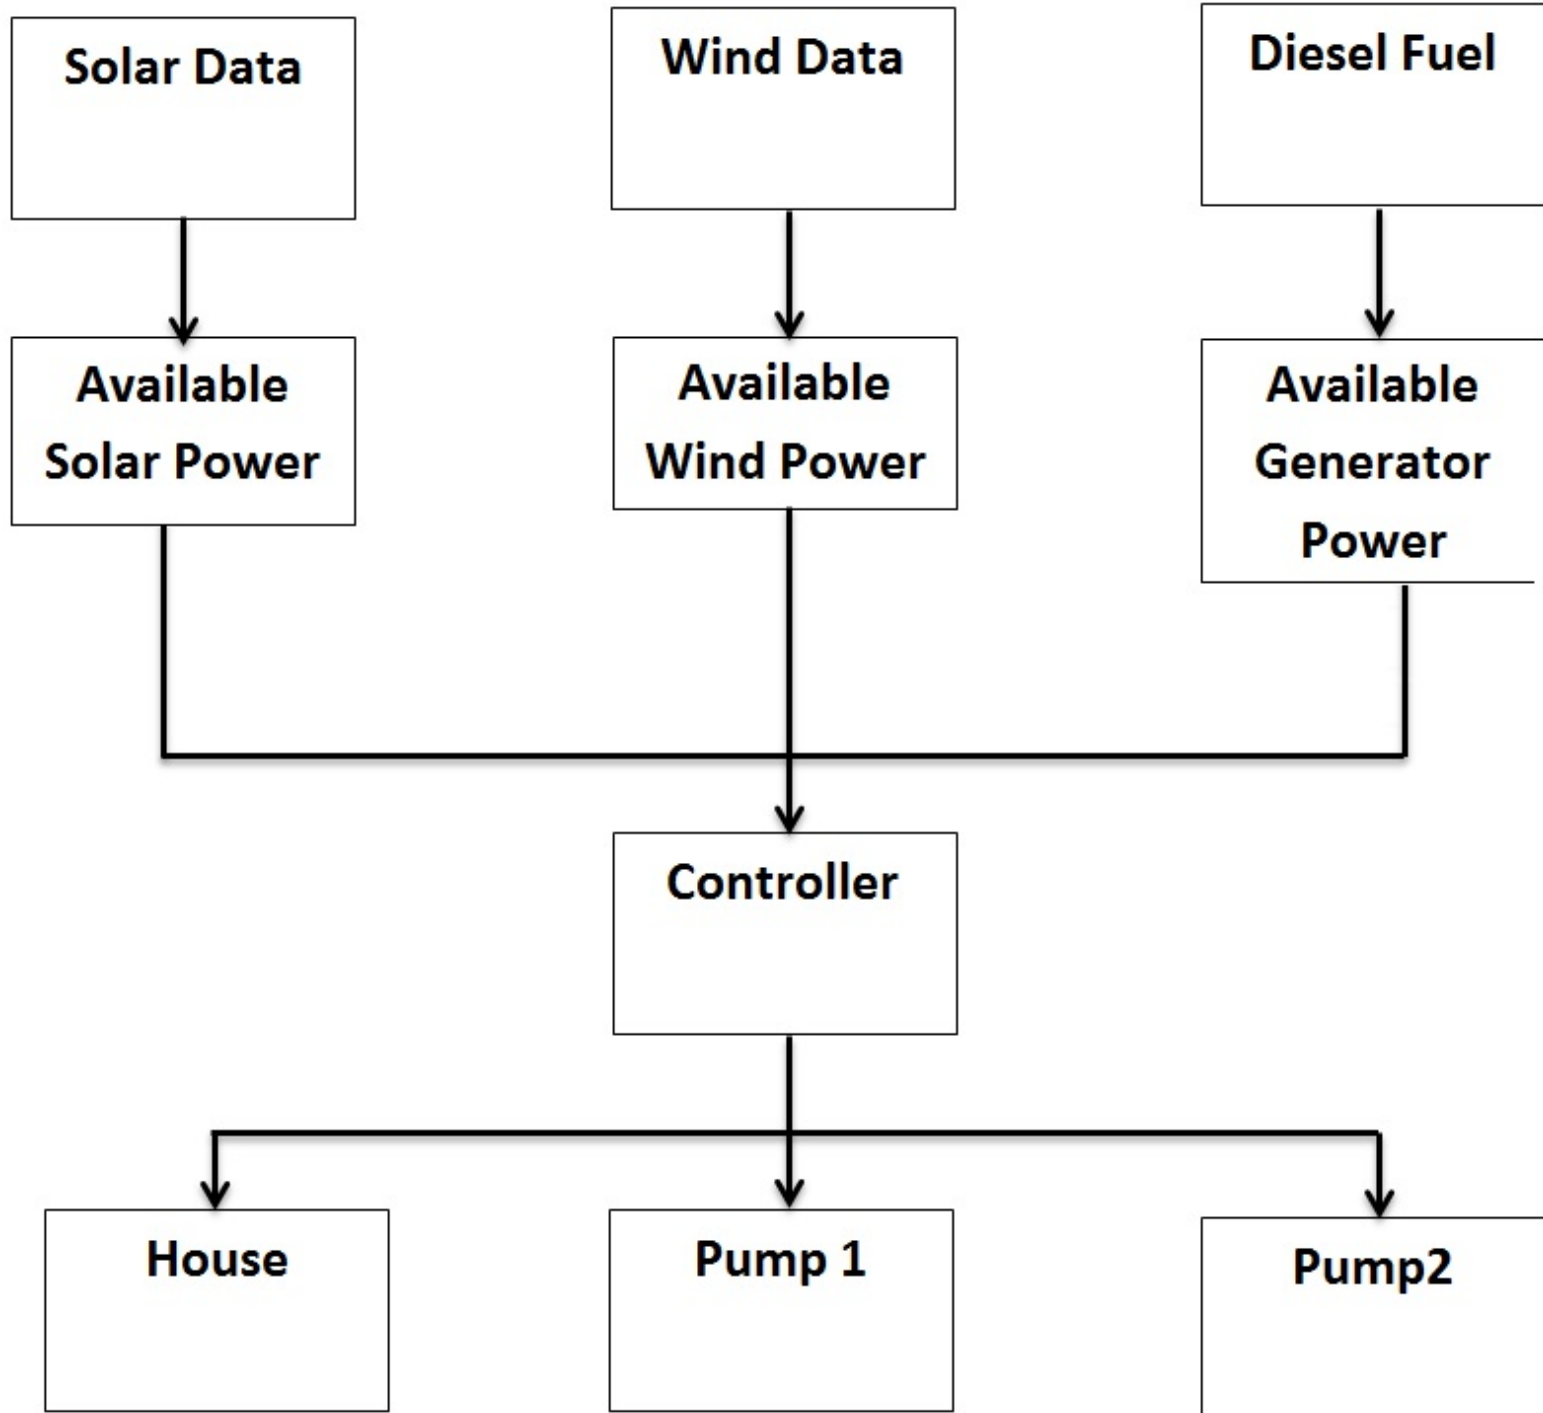 Solar Data
Wind Data
Diesel Fuel
Available
Solar Power
Available
Wind Power
Available
Generator
Power
Controller
House
Pump 1
Pump2